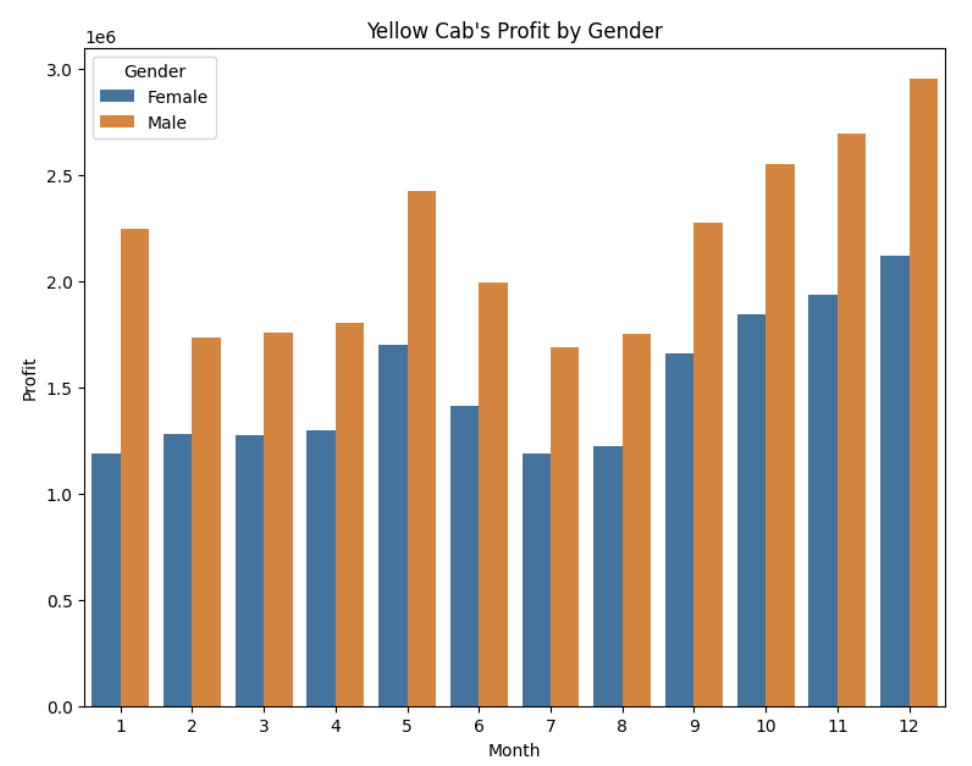 Yellow Cab's Profit by Gender
1e6
Gender
Female
Male
3.0
2.5
2.0
1.5
1.0
0.5
0.0
Profit
1 2 3 4 5 6 7 8 9 10 11 12
Month